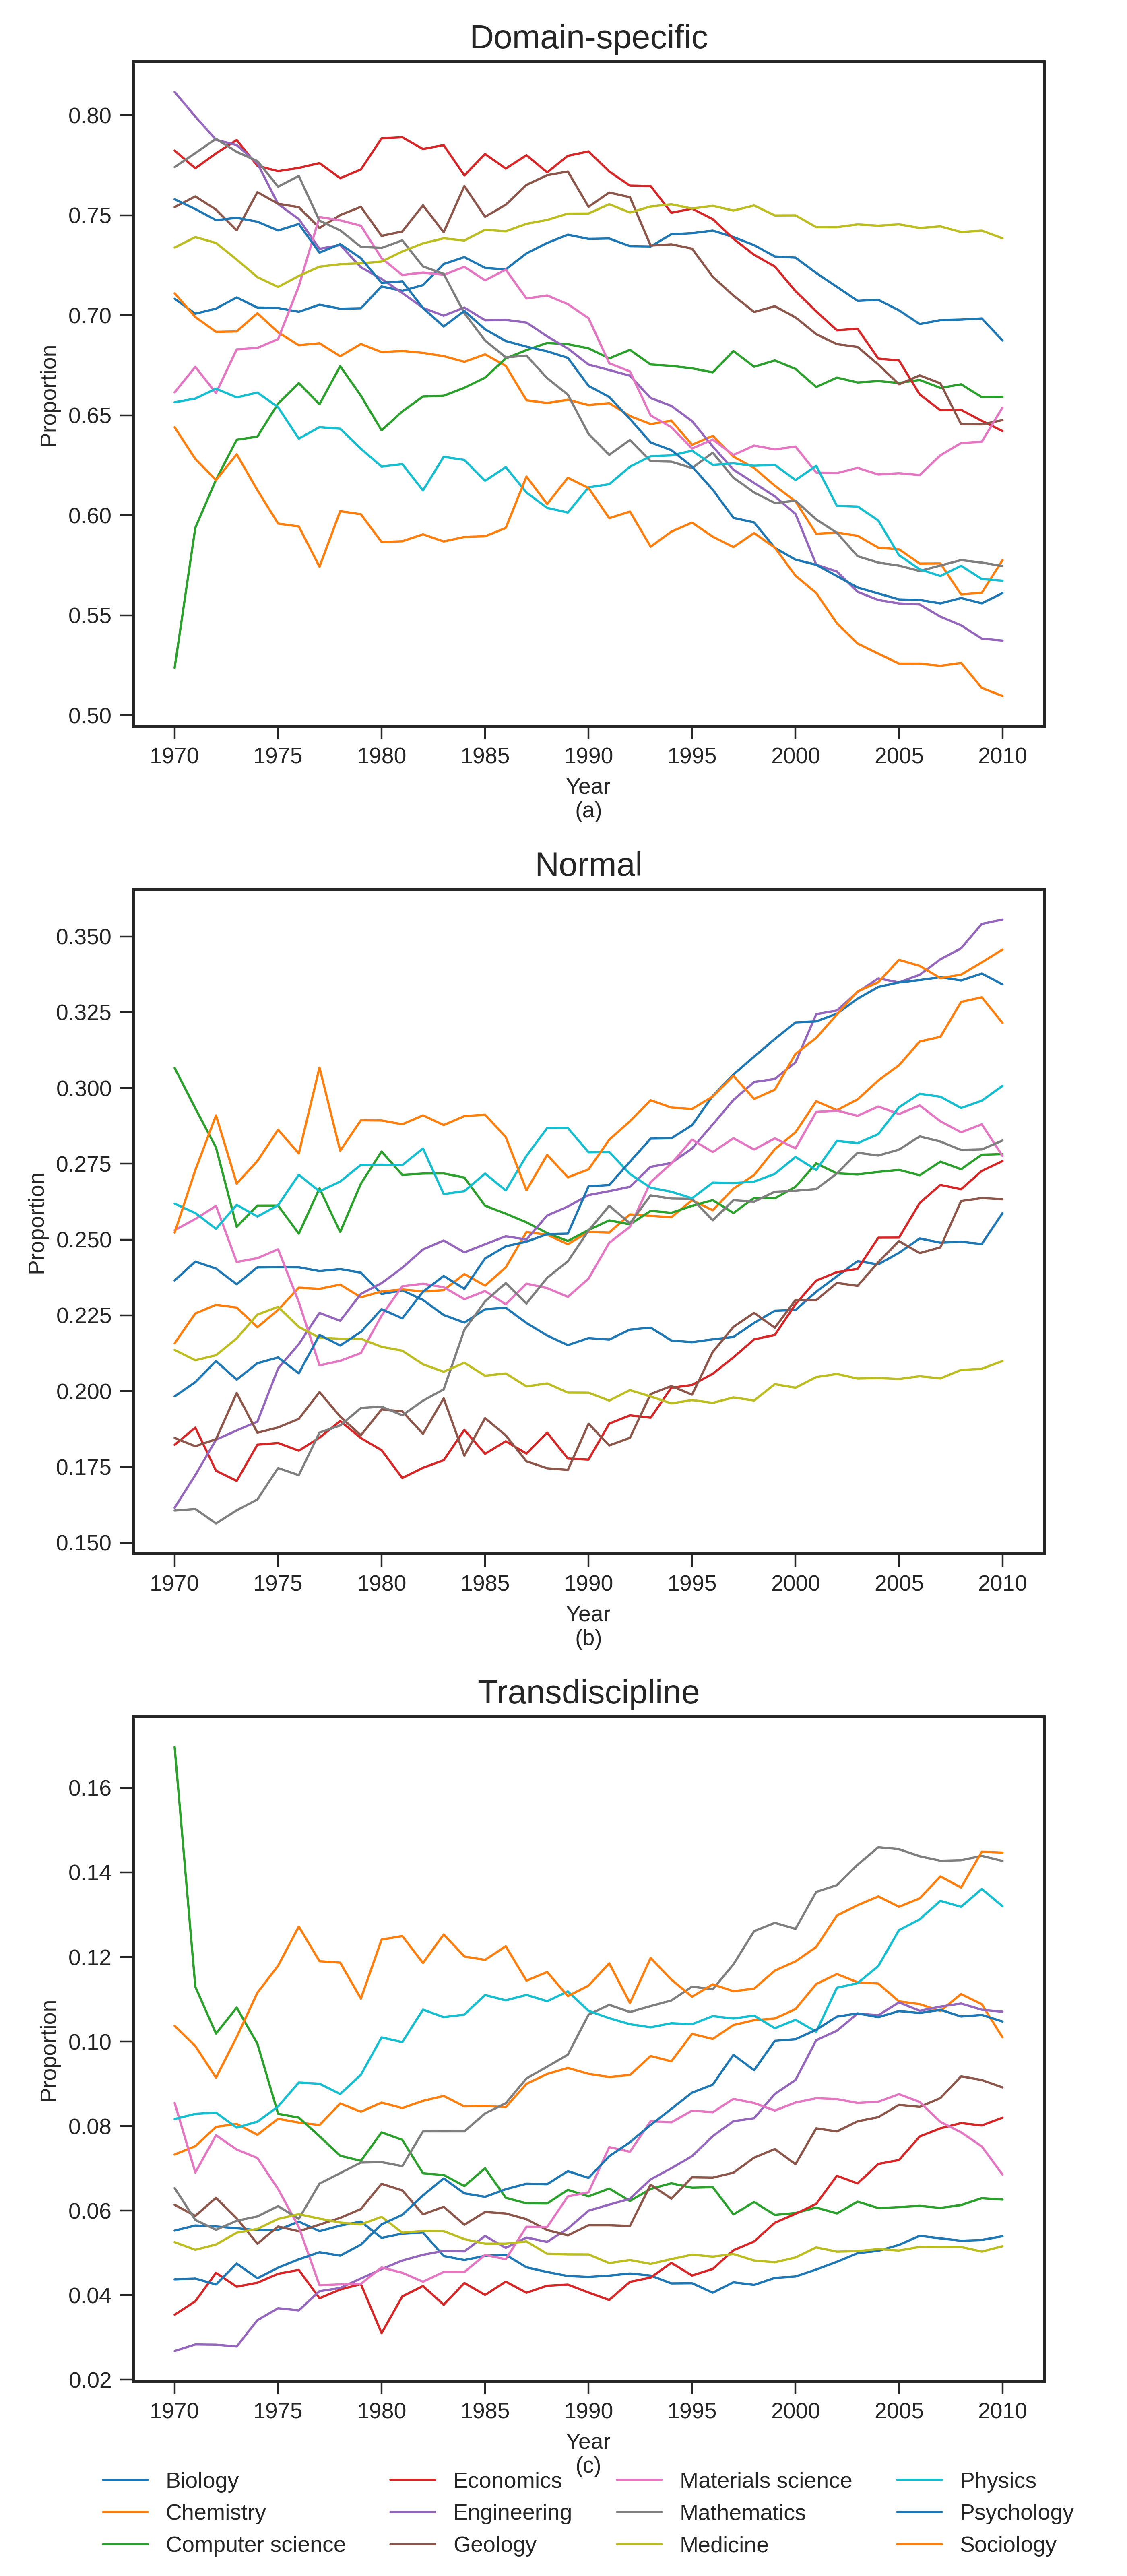 Domain-specific
0.80
0.75
0.70
0.65
0.60
0.55
0.50
Proportion
1970 1975 1980 1985 1990 1995 2000 2005 2010
Year
(a)
Normal
0.350
0.325
0.300
0.275
0.250
0.225
0.200
0.175
0.150
Proportion
1970 1975 1980 1985 1990 1995 2000 2005 2010
Year
(b)
Transdiscipline
0.16
0.14
0.12
0.10
0.08
0.06
0.04
0.02
Proportion
1970 1975 1980 1985 1990 1995 2000 2005 2010
Year
(c)
Biology Economics Materials science Physics
Chemistry Engineering Mathematics Psychology
Computer science Geology Medicine Sociology